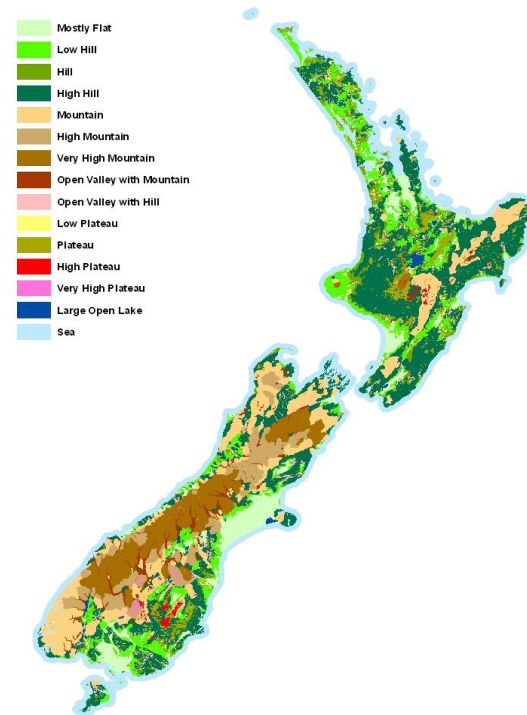 Mostly Flat
Low Hill
Hill
High Hill
Mountain
High Mountain
Very High Mountain
Open Valley with Mountain
Open Valley with Hill
Low Plateau
Plateau
High Plateau
Very High Plateau
Large Open Lake
Sea